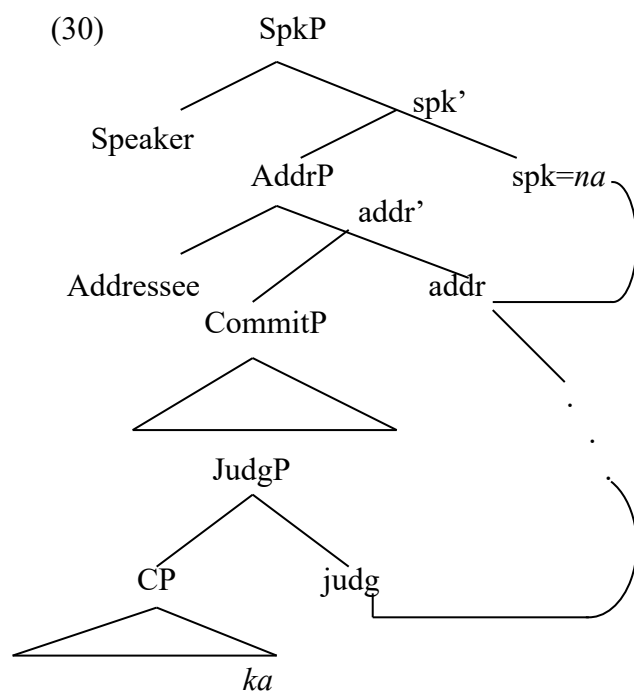 (30) SpkP
spk’
Speaker
AddrP spk=na
addr’
Addressee addr
CommitP
.
.
.
JudgP
CP judg
ka